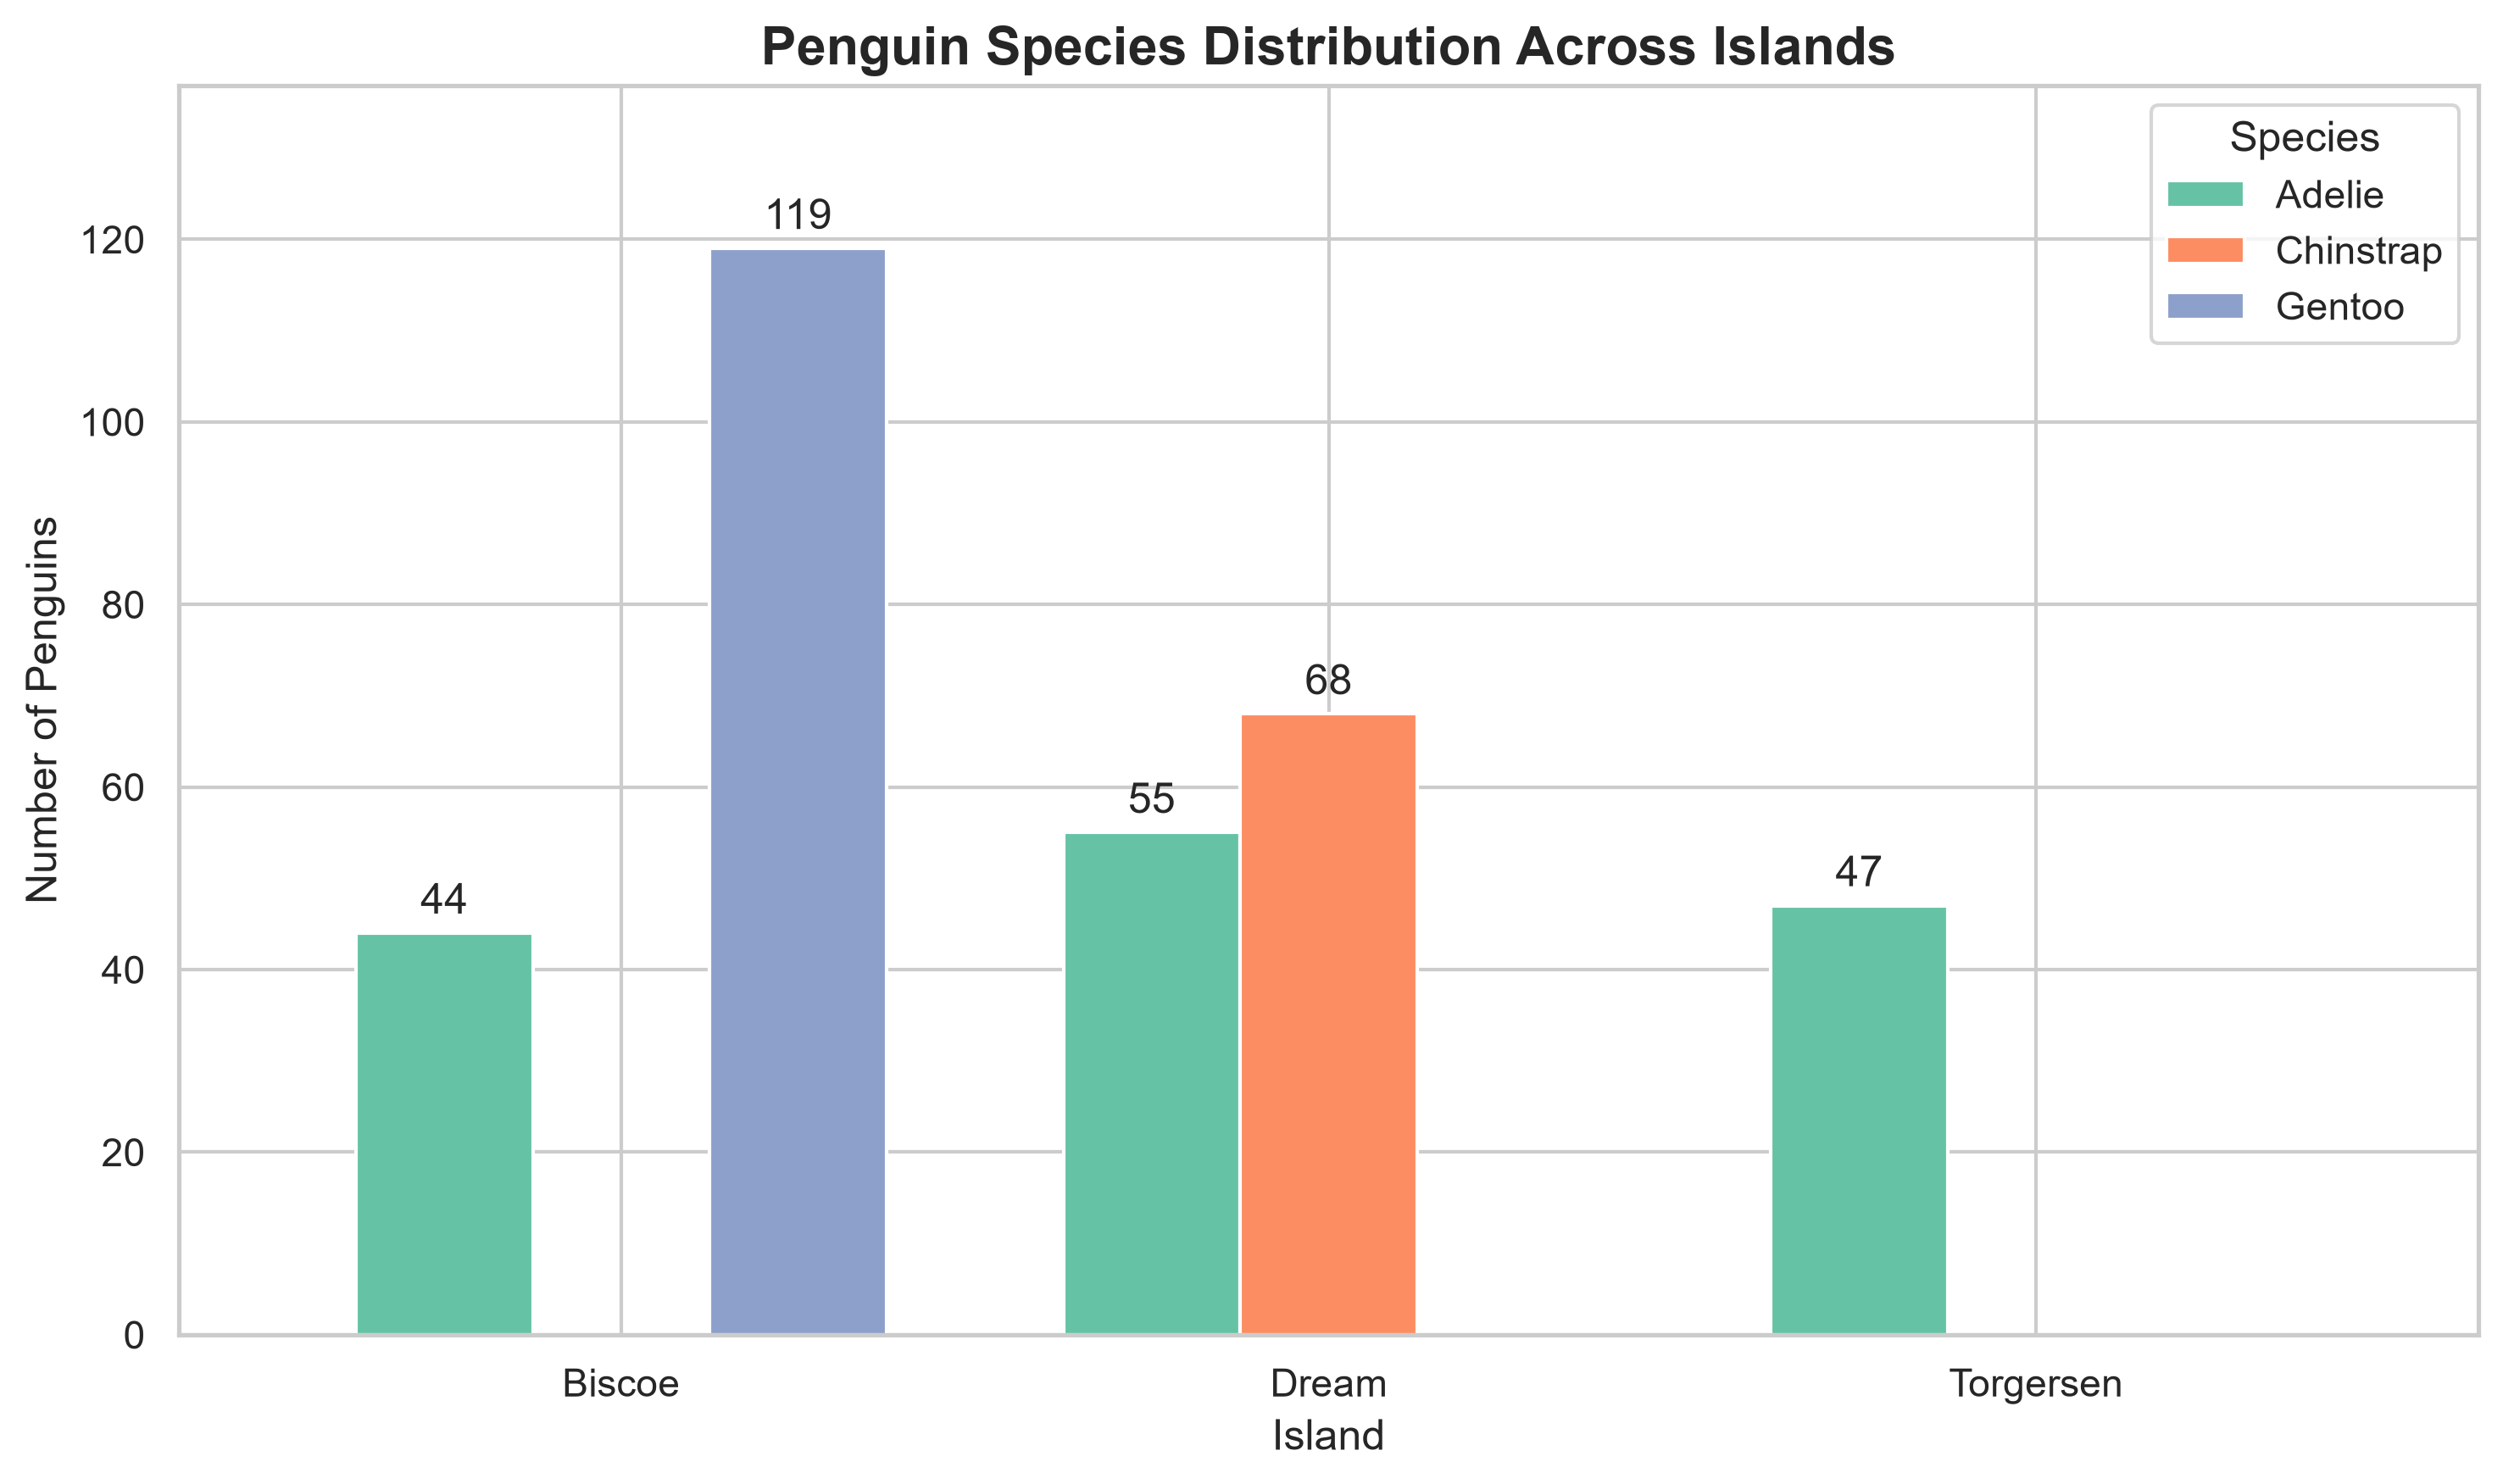 Penguin Species Distribution Across Islands
Species
Adelie
Chinstrap
Gentoo
Number of Penguins
120
100
80
60
40
20
0
119
68
55
47
44
Biscoe
Dream
Torgersen
Island